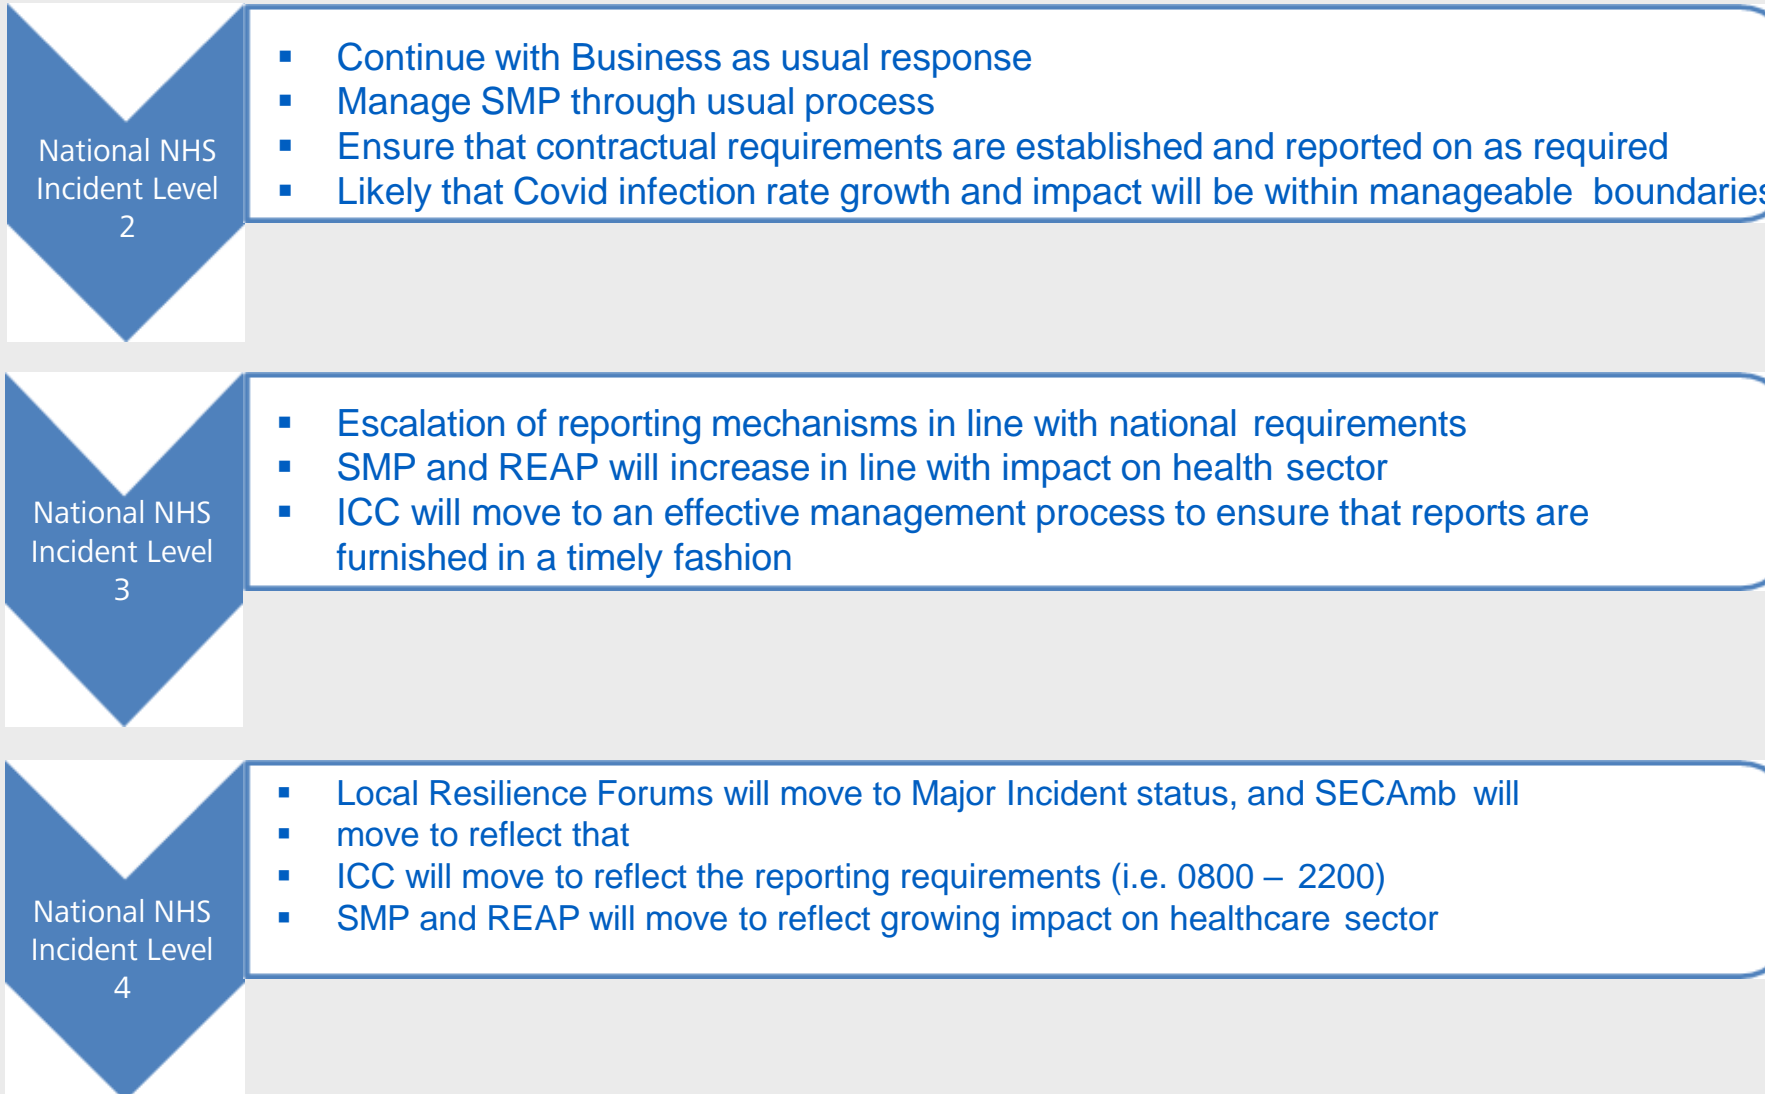 National NHS
Incident Level
2
▪ Continue with Business as usual response
▪ Manage SMP through usual process
▪ Ensure that contractual requirements are established and reported on as required
▪ Likely that Covid infection rate growth and impact will be within manageable boundaries
National NHS
Incident Level
3
▪ Escalation of reporting mechanisms in line with national requirements
▪ SMP and REAP will increase in line with impact on health sector
▪ ICC will move to an effective management process to ensure that reports are
furnished in a timely fashion
National NHS
Incident Level
4
▪ Local Resilience Forums will move to Major Incident status, and SECAmb will
▪ move to reflect that
▪ ICC will move to reflect the reporting requirements (i.e. 0800 – 2200)
▪ SMP and REAP will move to reflect growing impact on healthcare sector